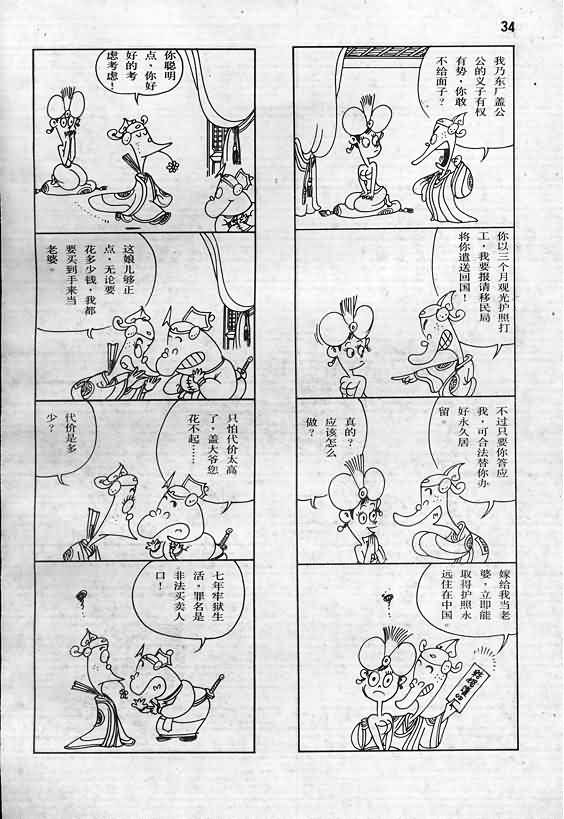 34
我乃东厂盖公
公的义子有权
有势，你敢
不给面子？
你以三个月观光护照打
工，我要报请移民局
将你遣送回国！
不过只要你答应
我，可合法替你办
好永久居
留
真的？
应该怎么
做？
嫁给我当老
婆，立即能
取得护照永
远住在中国。
你聪明
点，你好
好的考
虑考虑！
这娘儿够正
点，无论要
花多少钱，我都
要买到手来当
老婆。
只怕代价太高
了，盖大爷您
花不起……
代价是多
少？
七年牢狱生
活，罪名是
非法买卖人
口！